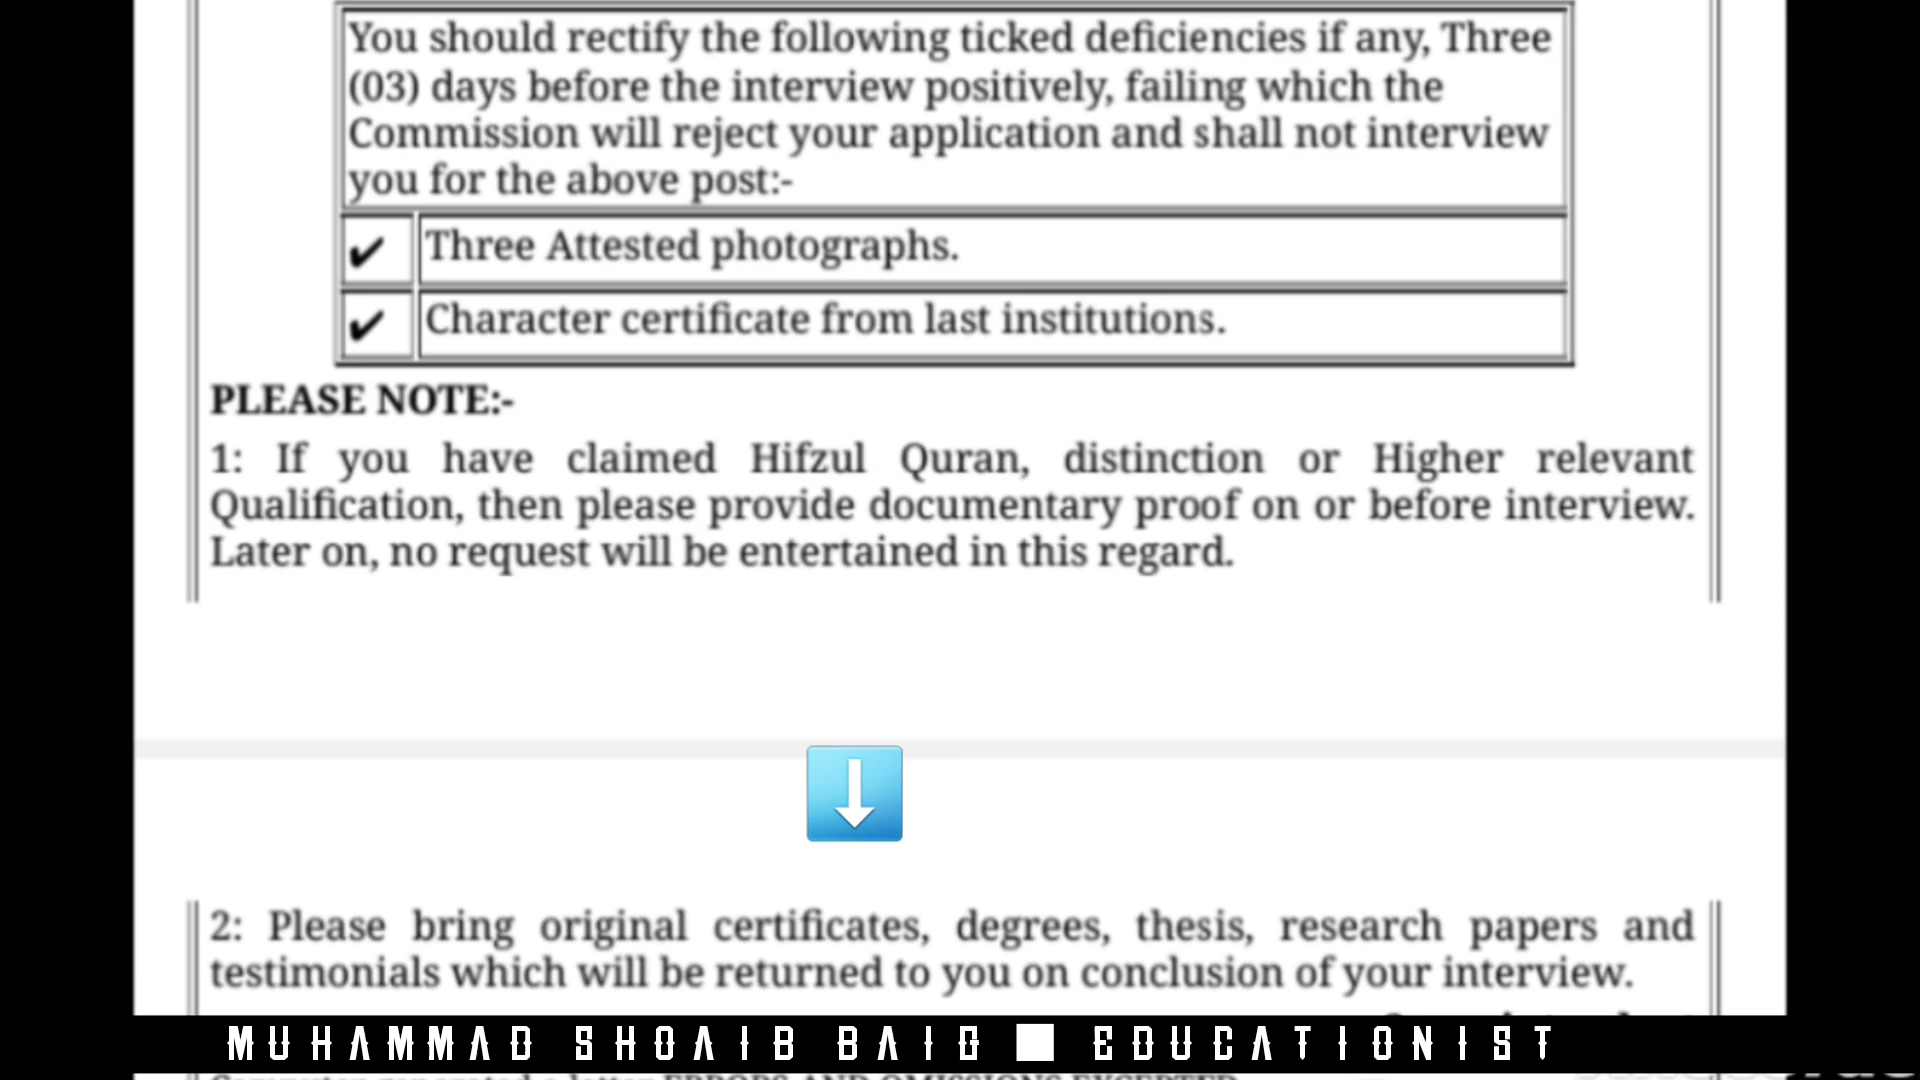 You should rectify the following ticked deficiencies if any, Three
(03) days before the interview positively, failing which the
Commission will reject your application and shall not interview
you for the above post:-
✔ Three Attested photographs.
✔ Character certificate from last institutions.
PLEASE NOTE:-
1: If you have claimed Hifzul Quran, distinction or Higher relevant
Qualification, then please provide documentary proof on or before interview.
Later on, no request will be entertained in this regard.
2: Please bring original certificates, degrees, thesis, research papers and
testimonials which will be returned to you on conclusion of your interview.
MUHAMMAD SHOAIB BAIG ■ EDUCATIONIST